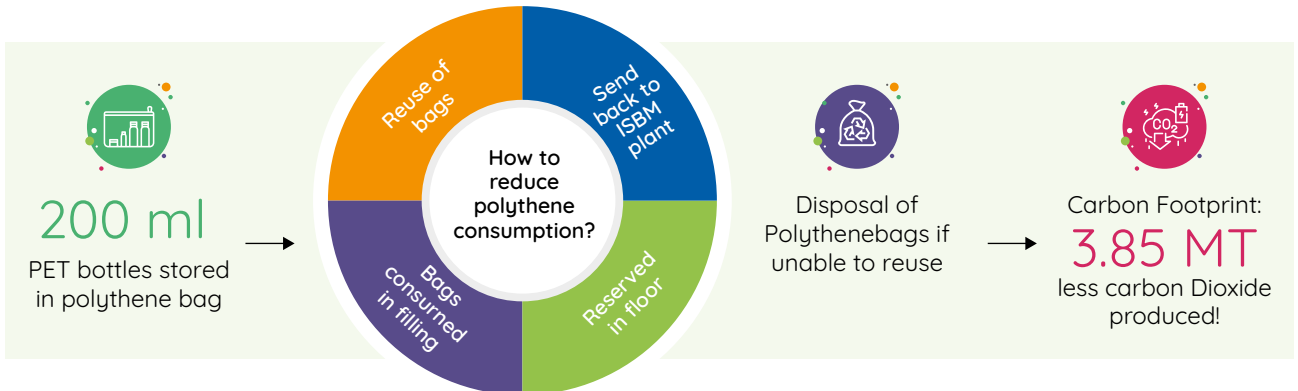 200 ml
PET bottles stored
in polythene bag
Reuse of
bags
Send
back to
ISBM
plant
How to
reduce
polythene
consumption?
Bags
consurned
in filling
Reserved
in floor
Disposal of
Polythenebags if
unable to reuse
CO2
Carbon Footprint:
3.85 MT
less carbon Dioxide
produced!